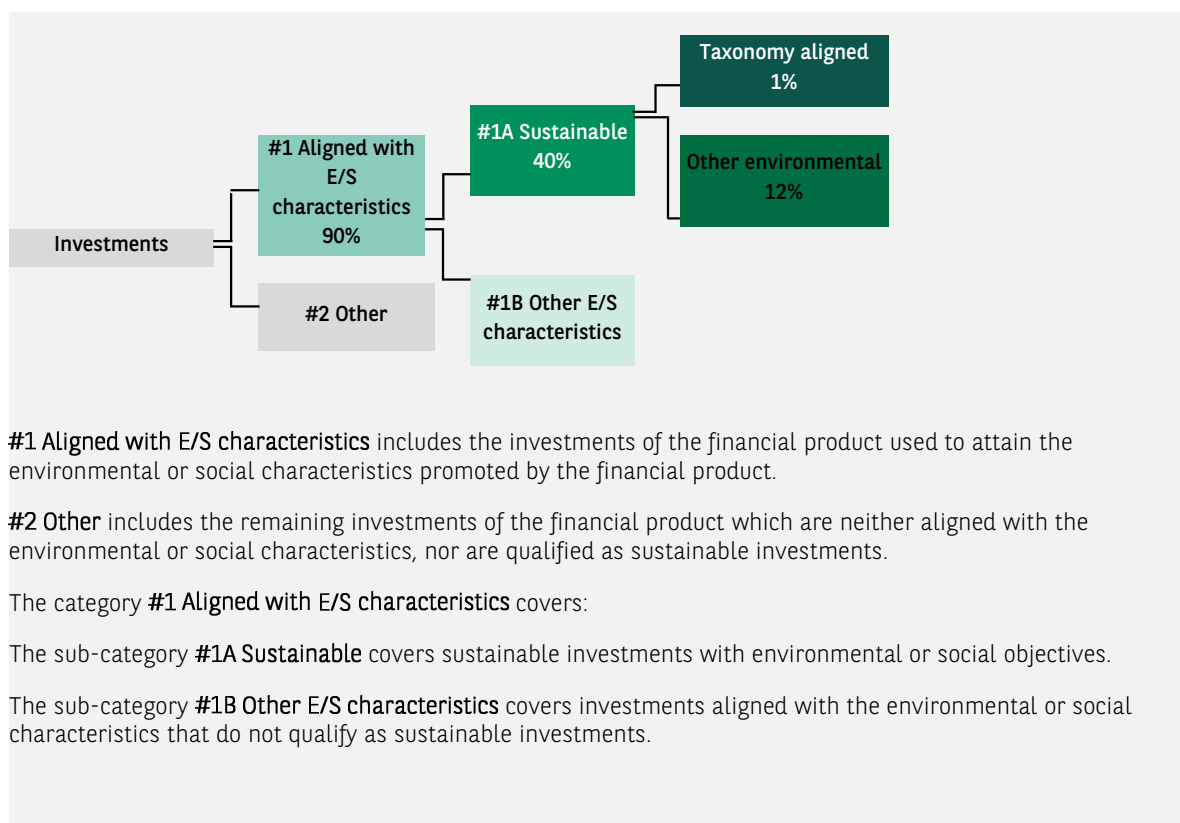 Taxonomy aligned
1%
#1A Sustainable
40%
Other environmental
12%
#1 Aligned with
E/S
characteristics
90%
Investments
#2 Other
#1B Other E/S
characteristics
#1 Aligned with E/S characteristics includes the investments of the financial product used to attain the
environmental or social characteristics promoted by the financial product.
#2 Other includes the remaining investments of the financial product which are neither aligned with the
environmental or social characteristics, nor are qualified as sustainable investments.
The category #1 Aligned with E/S characteristics covers:
The sub-category #1A Sustainable covers sustainable investments with environmental or social objectives.
The sub-category #1B Other E/S characteristics covers investments aligned with the environmental or social
characteristics that do not qualify as sustainable investments.